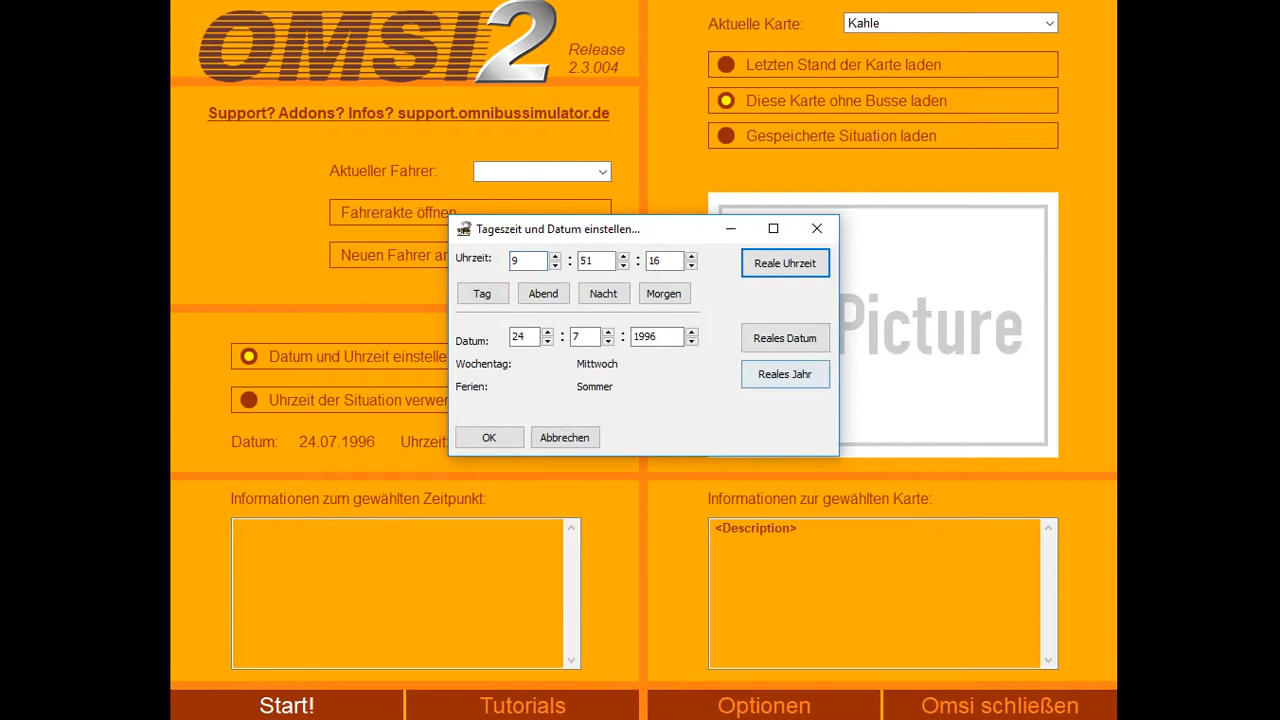 OMSI 2
Release
2.3.004
Support? Addons? Infos? support.omnibussimulator.de
Aktueller Fahrer:
Fahrerakte öffnen
Neuen Fahrer an
Datum und Uhrzeit einstelle
Uhrzeit der Situation verwen
Datum: 24.07.1996 Uhrzeit:
Informationen zum gewählten Zeitpunkt:
Aktuelle Karte: Kahle
Letzten Stand der Karte laden
Diese Karte ohne Busse laden
Gespeicherte Situation laden
Picture
Informationen zur gewählten Karte:
<Description>
Tageszeit und Datum einstellen...
Uhrzeit: 9 : 51 : 16 Reale Uhrzeit
Tag Abend Nacht Morgen
Datum: 24 : 7 : 1996 Reales Datum
Wochentag: Mittwoch Reales Jahr
Ferien: Sommer
OK Abbrechen
Start! Tutorials Optionen Omsi schließen